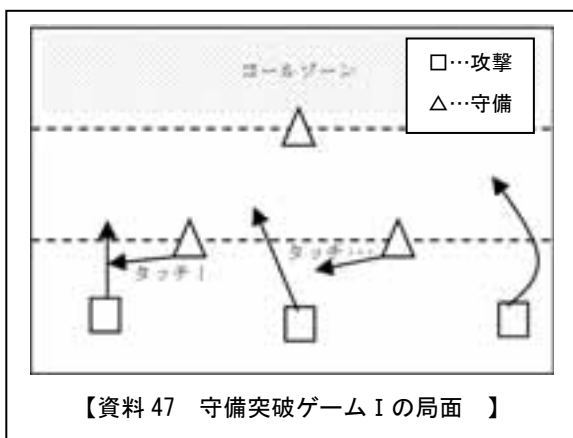 ゴールゾーン
□…攻撃
△…守備
タッチ！
タッチ…
【資料 47 守備突破ゲームⅠの局面 】